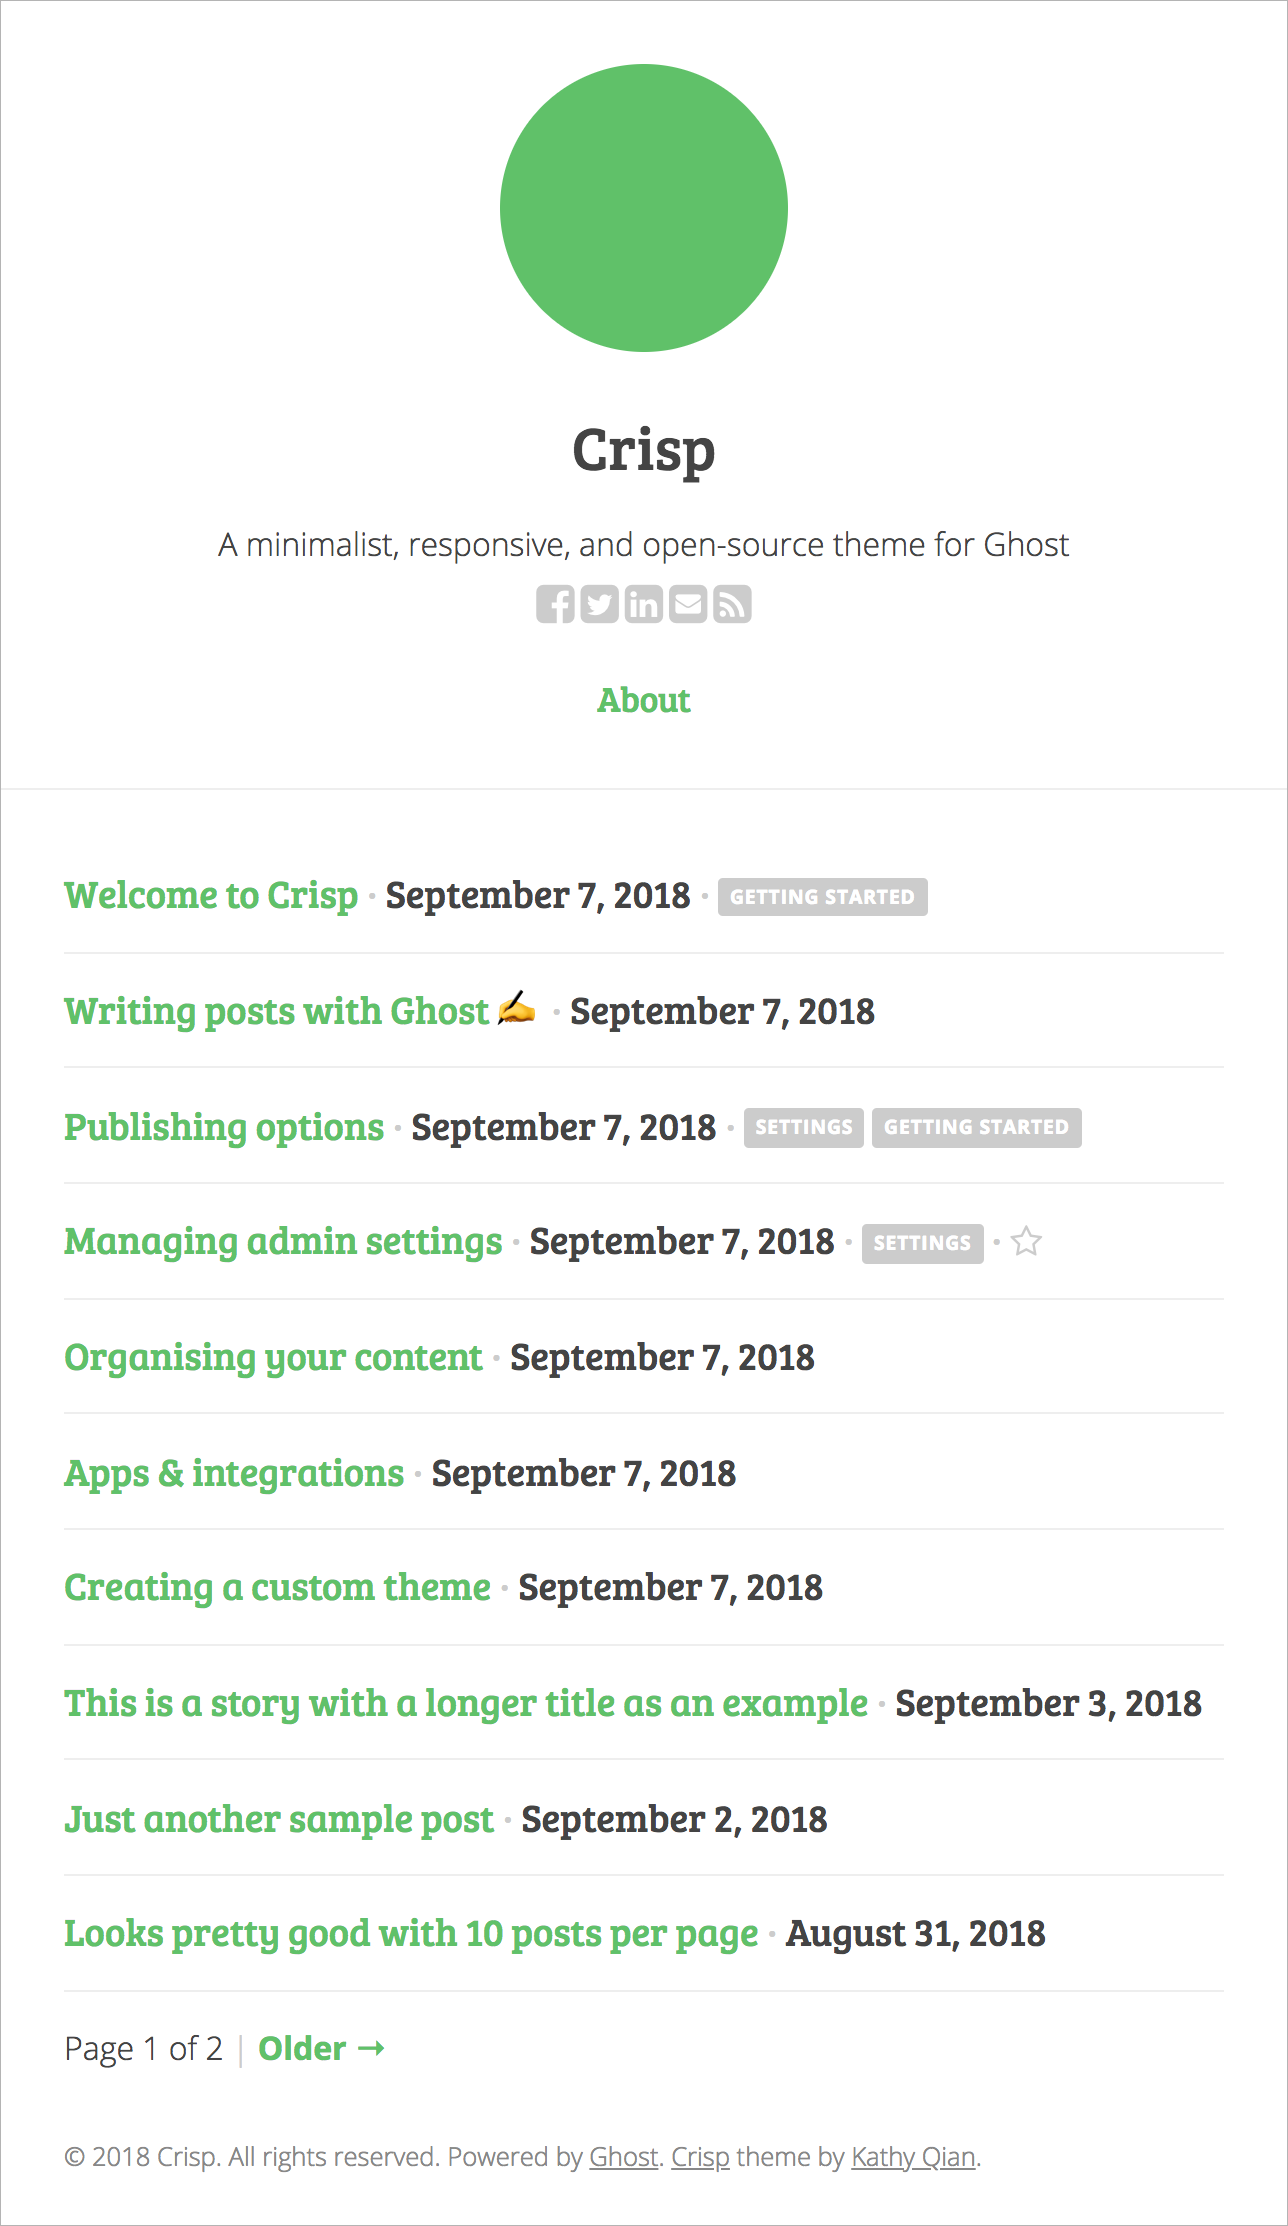 Crisp
A minimalist, responsive, and open-source theme for Ghost
About
Welcome to Crisp · September 7, 2018 · GETTING STARTED
Writing posts with Ghost ✍️ · September 7, 2018
Publishing options · September 7, 2018 · SETTINGS GETTING STARTED
Managing admin settings · September 7, 2018 · SETTINGS · ☆
Organising your content · September 7, 2018
Apps & integrations · September 7, 2018
Creating a custom theme · September 7, 2018
This is a story with a longer title as an example · September 3, 2018
Just another sample post · September 2, 2018
Looks pretty good with 10 posts per page · August 31, 2018
Page 1 of 2 | Older →
© 2018 Crisp. All rights reserved. Powered by Ghost. Crisp theme by Kathy Qian.